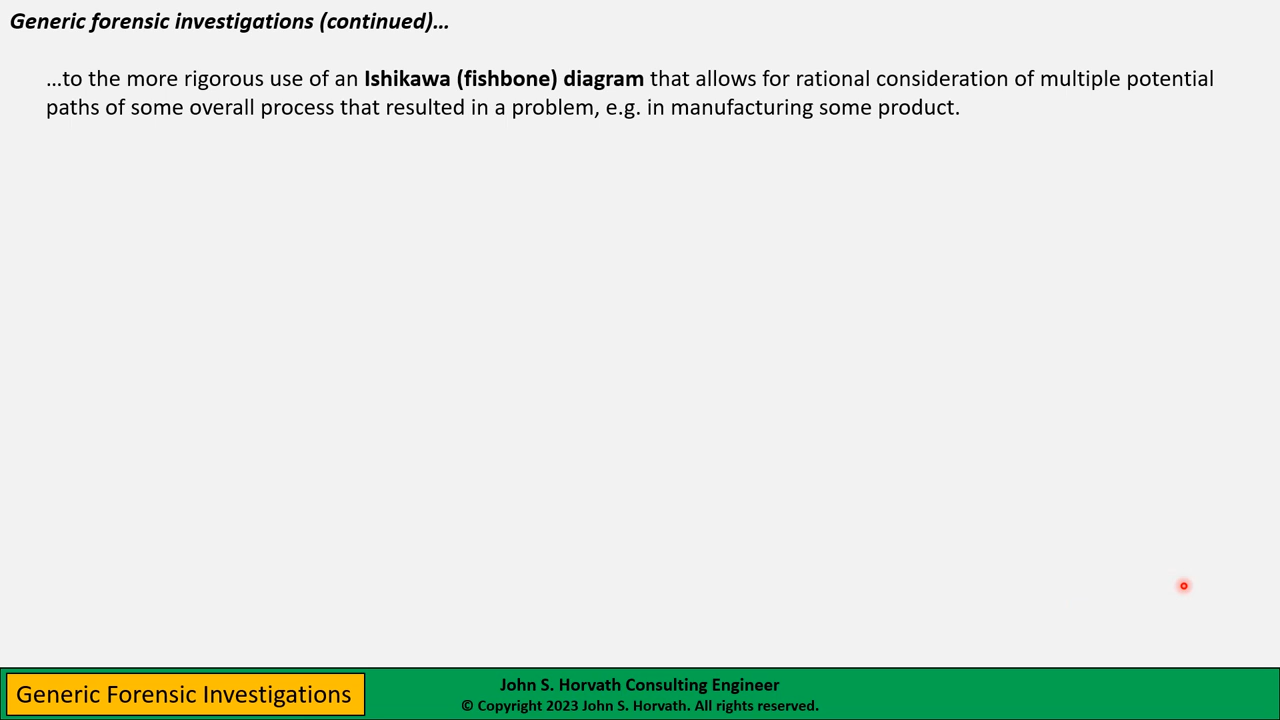 Generic forensic investigations (continued)…
…to the more rigorous use of an Ishikawa (fishbone) diagram that allows for rational consideration of multiple potential
paths of some overall process that resulted in a problem, e.g. in manufacturing some product.
Generic Forensic Investigations
John S. Horvath Consulting Engineer
© Copyright 2023 John S. Horvath. All rights reserved.